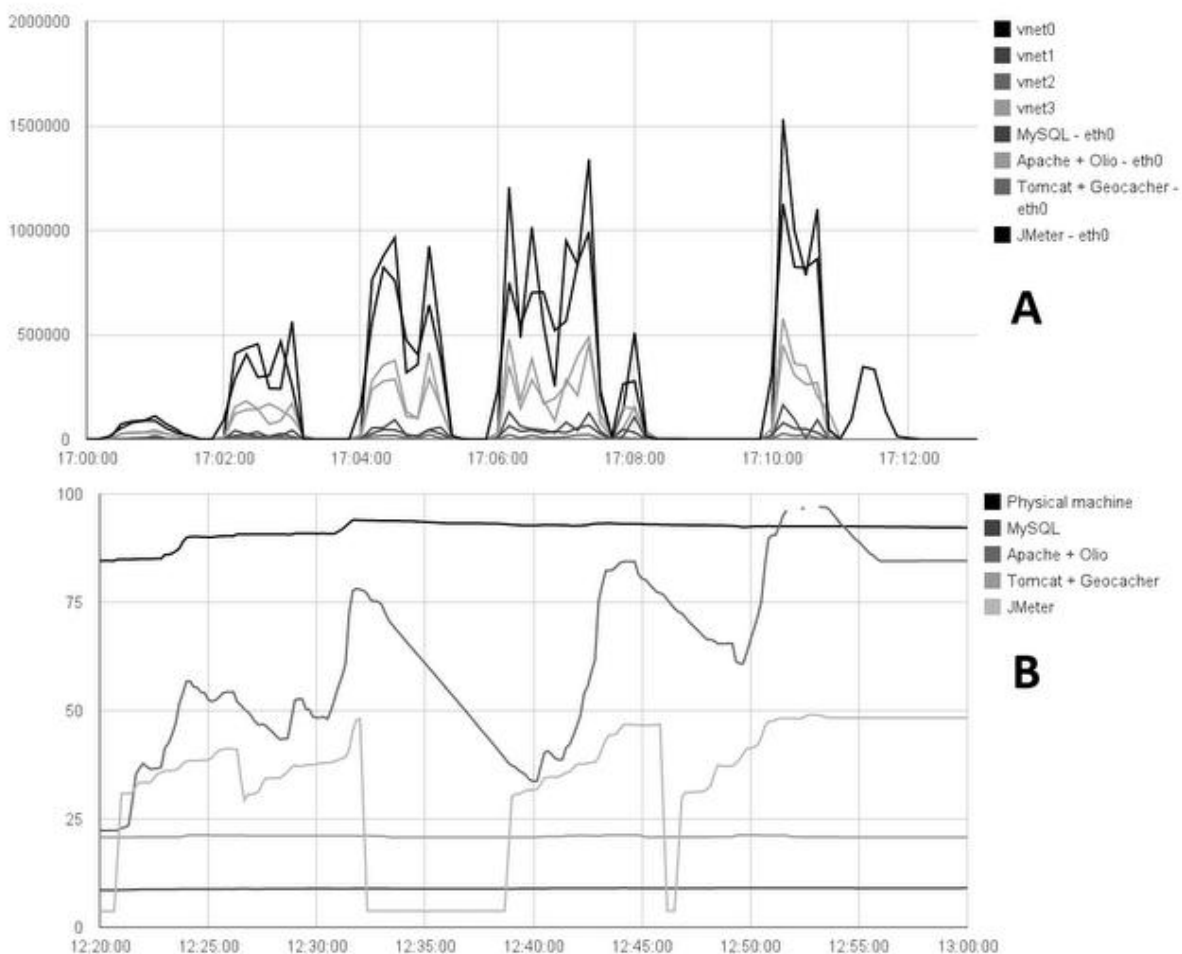 2000000
1500000
1000000
500000
0
17:00:00 17:02:00 17:04:00 17:06:00 17:08:00 17:10:00 17:12:00
vnet0
vnet1
vnet2
vnet3
MySQL - eth0
Apache + Olio - eth0
Tomcat + Geocacher -
eth0
JMeter - eth0
A
100
75
50
25
0
12:20:00 12:25:00 12:30:00 12:35:00 12:40:00 12:45:00 12:50:00 12:55:00 13:00:00
Physical machine
MySQL
Apache + Olio
Tomcat + Geocacher
JMeter
B